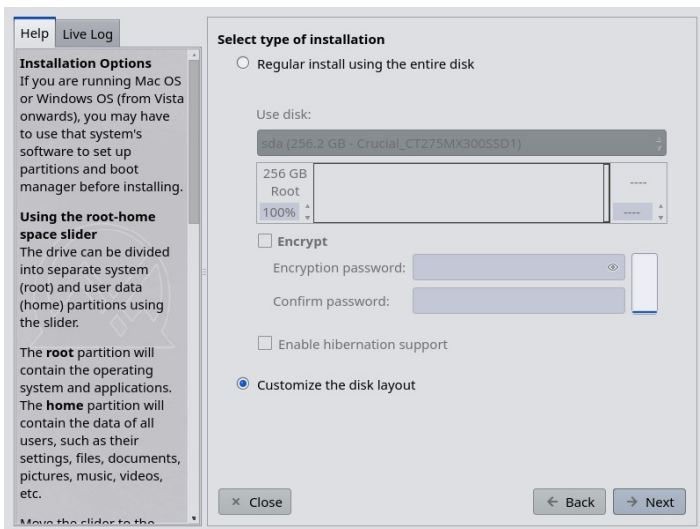 Help
Live Log
Installation Options
If you are running Mac OS
or Windows OS (from Vista
onwards), you may have
to use that system's
software to set up
partitions and boot
manager before installing.
Using the root-home
space slider
The drive can be divided
into separate system
(root) and user data
(home) partitions using
the slider.
The root partition will
contain the operating
system and applications.
The home partition will
contain the data of all
users, such as their
settings, files, documents,
pictures, music, videos,
etc.
Move the slider to the
Select type of installation
Regular install using the entire disk
Use disk:
sda (256.2 GB - Crucial_CT275MX300SSD1)
256 GB
Root
100%
----
----
Encrypt
Encryption password:
Confirm password:
Enable hibernation support
Customize the disk layout
Close
Back
Next